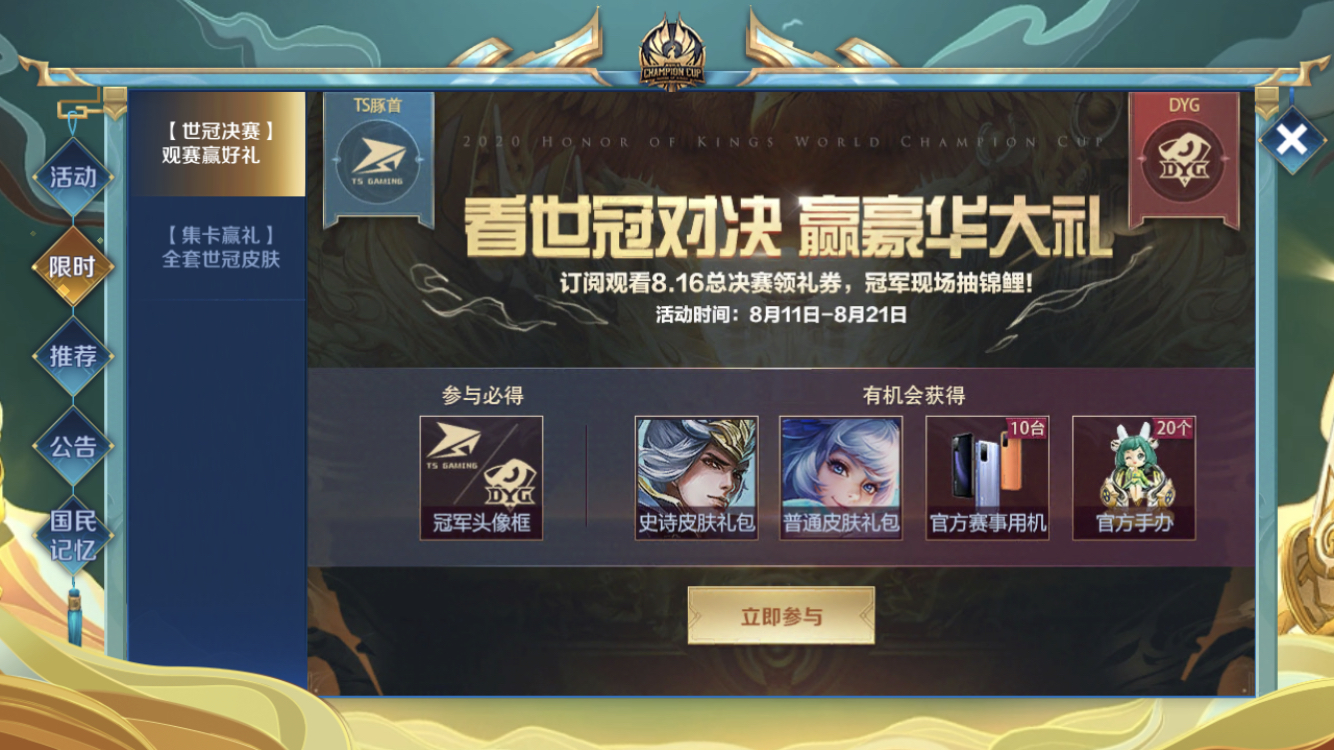 CHAMPION CUP
活动
限时
推荐
公告
国民
记忆
【世冠决赛】
观赛赢好礼
【集卡赢礼】
全套世冠皮肤
TS豚首
TS GAMING
DYG
DYG
2020 HONOR OF KINGS WORLD CHAMPION CUP
看世冠对决 赢豪华大礼
订阅观看8.16总决赛领礼券，冠军现场抽锦鲤!
活动时间：8月11日-8月21日
参与必得
有机会获得
TS GAMING
DYG
冠军头像框
史诗皮肤礼包
普通皮肤礼包
10台
官方赛事用机
20个
官方手办
立即参与